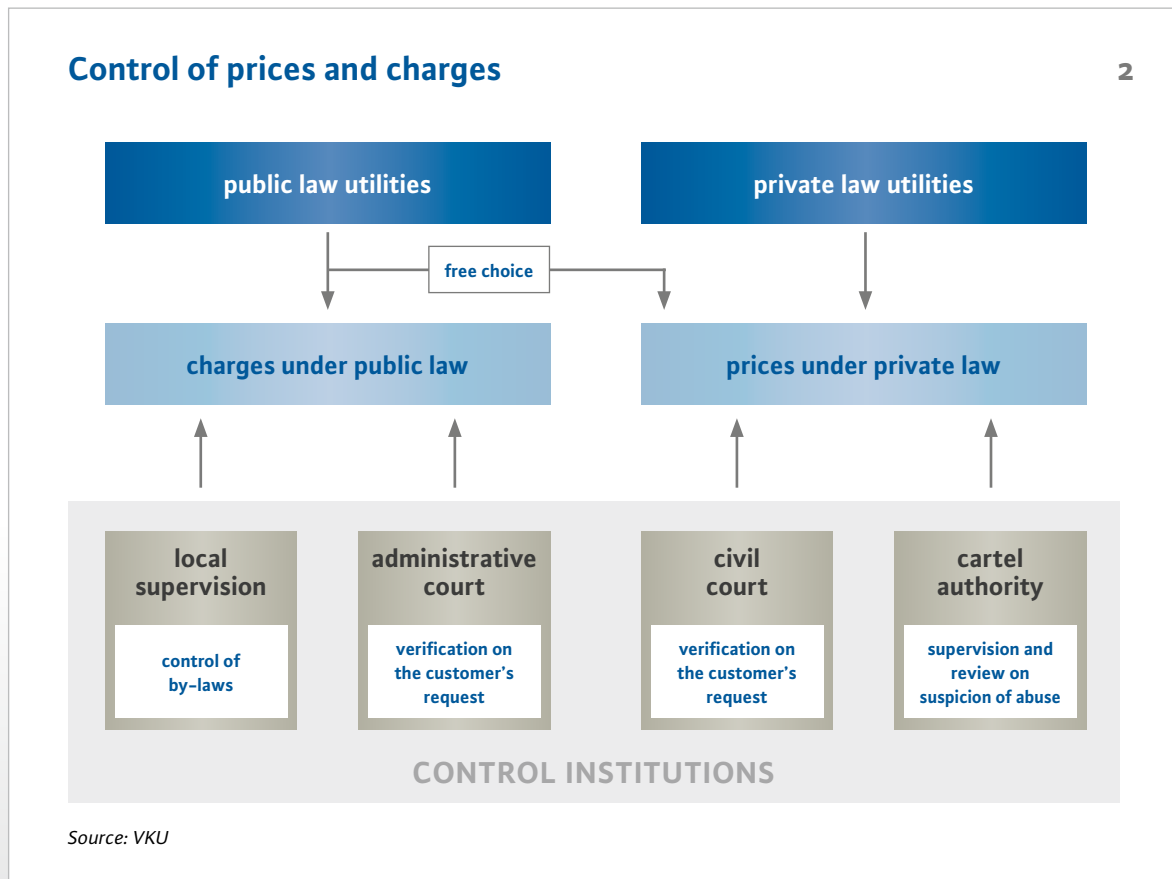 Control of prices and charges
2
public law utilities
private law utilities
free choice
charges under public law
prices under private law
local
supervision
control of
by-laws
administrative
court
verification on
the customer's
request
civil
court
verification on
the customer's
request
cartel
authority
supervision and
review on
suspicion of abuse
CONTROL INSTITUTIONS
Source: VKU